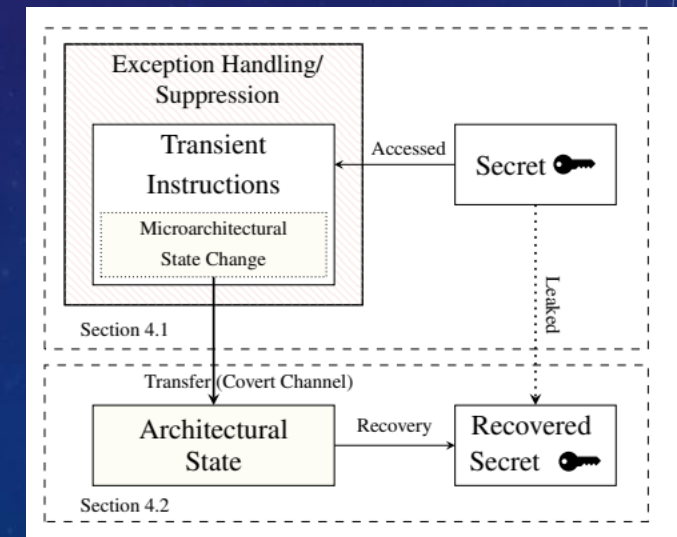 Exception Handling/
Suppression
Transient
Instructions
Accessed
Secret
Microarchitectural
State Change
Leaked
Section 4.1
Transfer (Covert Channel)
Architectural
State
Recovery
Recovered
Secret
Section 4.2